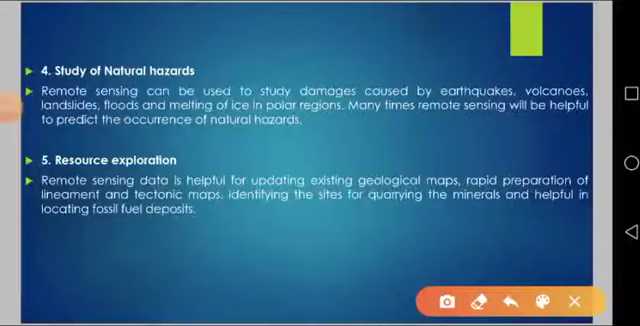 4. Study of Natural hazards
Remote sensing can be used to study damages caused by earthquakes, volcanoes,
landslides, floods and melting of ice in polar regions. Many times remote sensing will be helpful
to predict the occurrence of natural hazards.
5. Resource exploration
Remote sensing data is helpful for updating existing geological maps, rapid preparation of
lineament and tectonic maps, identifying the sites for quarrying the minerals and helpful in
locating fossil fuel deposits.